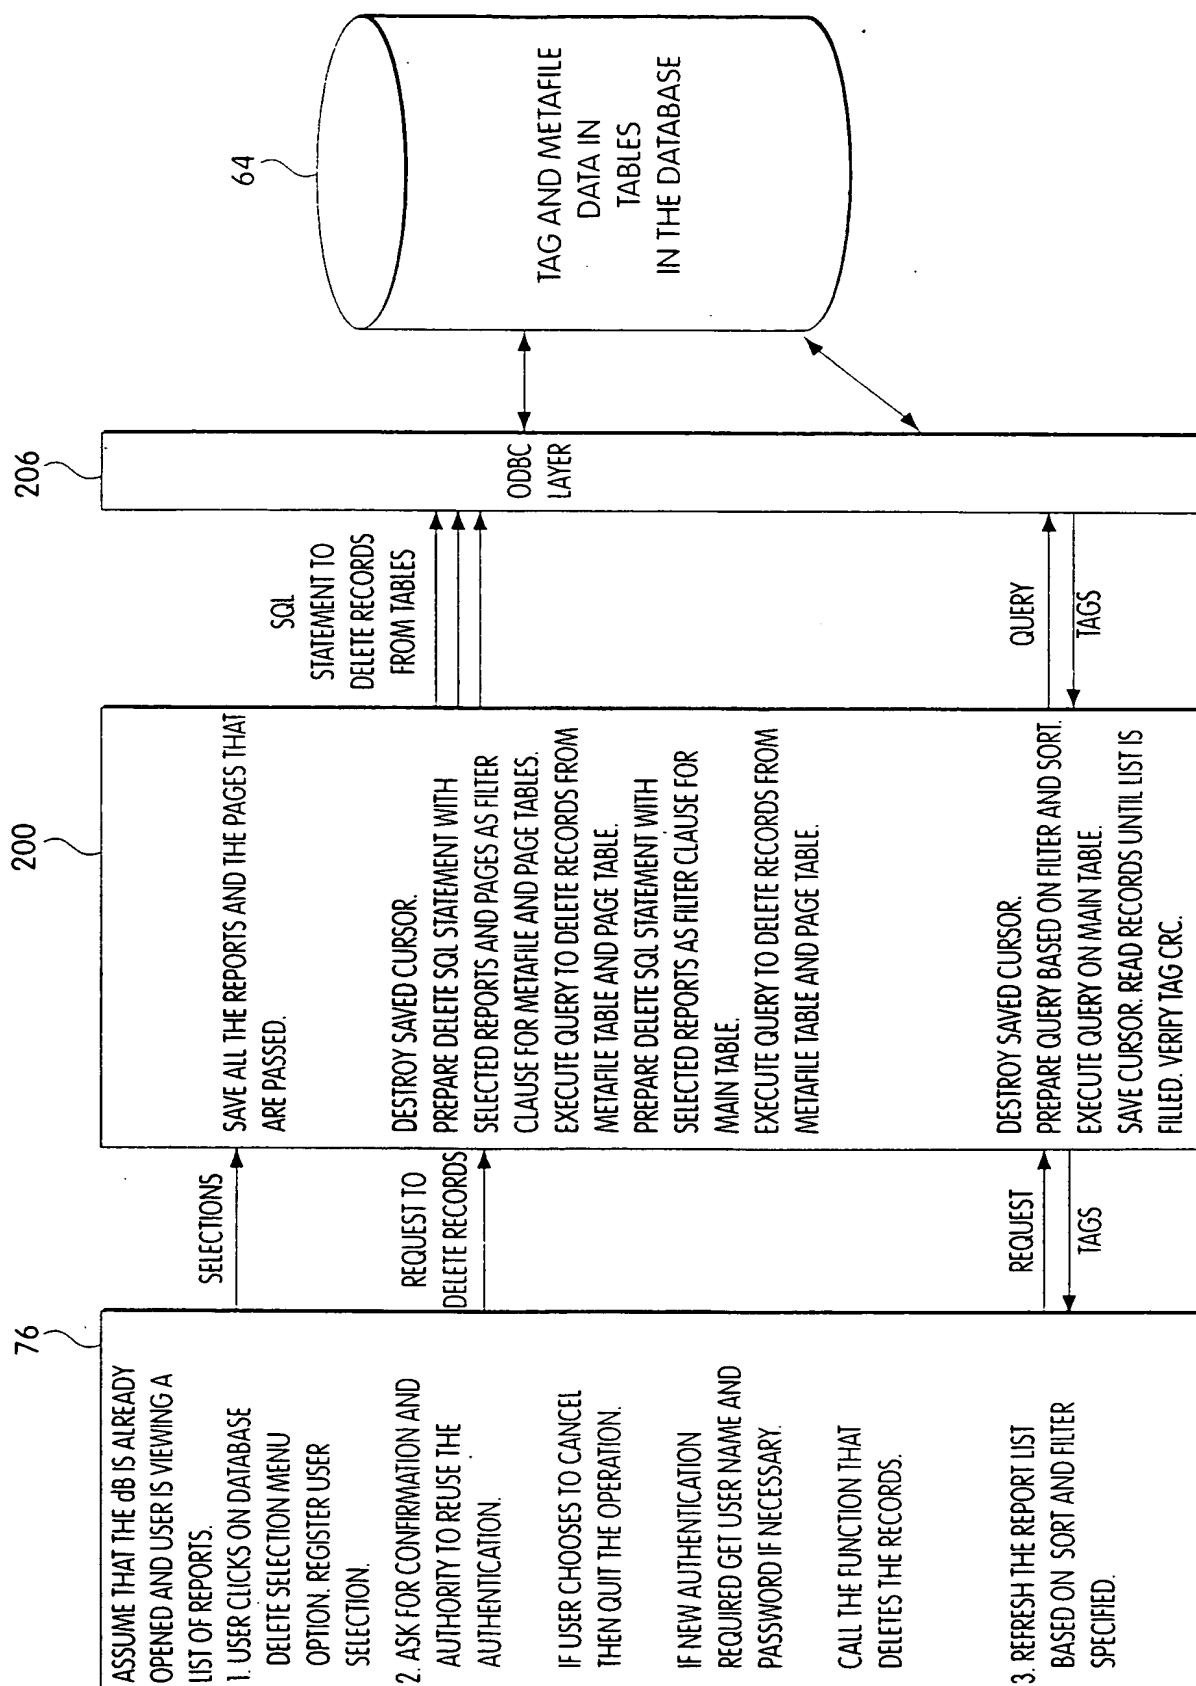 76
ASSUME THAT THE dB IS ALREADY
OPENED AND USER IS VIEWING A
LIST OF REPORTS.
1. USER CLICKS ON DATABASE
DELETE SELECTION MENU
OPTION. REGISTER USER
SELECTION.
2. ASK FOR CONFIRMATION AND
AUTHORITY TO REUSE THE
AUTHENTICATION.
IF USER CHOOSES TO CANCEL
THEN QUIT THE OPERATION.
IF NEW AUTHENTICATION
REQUIRED GET USER NAME AND
PASSWORD IF NECESSARY.
CALL THE FUNCTION THAT
DELETES THE RECORDS.
3. REFRESH THE REPORT LIST
BASED ON SORT AND FILTER
SPECIFIED.
SELECTIONS
REQUEST TO
DELETE RECORDS
REQUEST
TAGS
200
SAVE ALL THE REPORTS AND THE PAGES THAT
ARE PASSED.
DESTROY SAVED CURSOR.
PREPARE DELETE SQL STATEMENT WITH
SELECTED REPORTS AND PAGES AS FILTER
CLAUSE FOR METAFILE AND PAGE TABLES.
EXECUTE QUERY TO DELETE RECORDS FROM
METAFILE TABLE AND PAGE TABLE.
PREPARE DELETE SQL STATEMENT WITH
SELECTED REPORTS AS FILTER CLAUSE FOR
MAIN TABLE.
EXECUTE QUERY TO DELETE RECORDS FROM
METAFILE TABLE AND PAGE TABLE.
DESTROY SAVED CURSOR.
PREPARE QUERY BASED ON FILTER AND SORT.
EXECUTE QUERY ON MAIN TABLE.
SAVE CURSOR. READ RECORDS UNTIL LIST IS
FILLED. VERIFY TAG CRC.
SQL
STATEMENT TO
DELETE RECORDS
FROM TABLES
QUERY
TAGS
206
ODBC
LAYER
64
TAG AND METAFILE
DATA IN
TABLES
IN THE DATABASE